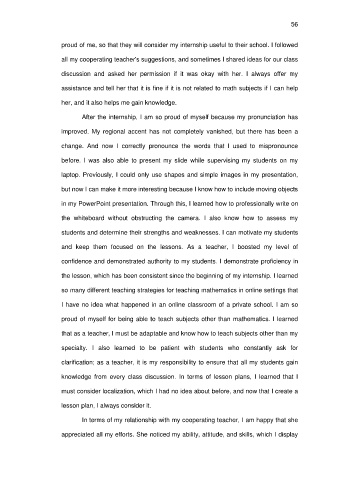 56
proud of me, so that they will consider my internship useful to their school. I followed
all my cooperating teacher's suggestions, and sometimes I shared ideas for our class
discussion and asked her permission if it was okay with her. I always offer my
assistance and tell her that it is fine if it is not related to math subjects if I can help
her, and it also helps me gain knowledge.
After the internship, I am so proud of myself because my pronunciation has
improved. My regional accent has not completely vanished, but there has been a
change. And now I correctly pronounce the words that I used to mispronounce
before. I was also able to present my slide while supervising my students on my
laptop. Previously, I could only use shapes and simple images in my presentation,
but now I can make it more interesting because I know how to include moving objects
in my PowerPoint presentation. Through this, I learned how to professionally write on
the whiteboard without obstructing the camera. I also know how to assess my
students and determine their strengths and weaknesses. I can motivate my students
and keep them focused on the lessons. As a teacher, I boosted my level of
confidence and demonstrated authority to my students. I demonstrate proficiency in
the lesson, which has been consistent since the beginning of my internship. I learned
so many different teaching strategies for teaching mathematics in online settings that
I have no idea what happened in an online classroom of a private school. I am so
proud of myself for being able to teach subjects other than mathematics. I learned
that as a teacher, I must be adaptable and know how to teach subjects other than my
specialty. I also learned to be patient with students who constantly ask for
clarification; as a teacher, it is my responsibility to ensure that all my students gain
knowledge from every class discussion. In terms of lesson plans, I learned that I
must consider localization, which I had no idea about before, and now that I create a
lesson plan, I always consider it.
In terms of my relationship with my cooperating teacher, I am happy that she
appreciated all my efforts. She noticed my ability, attitude, and skills, which I display